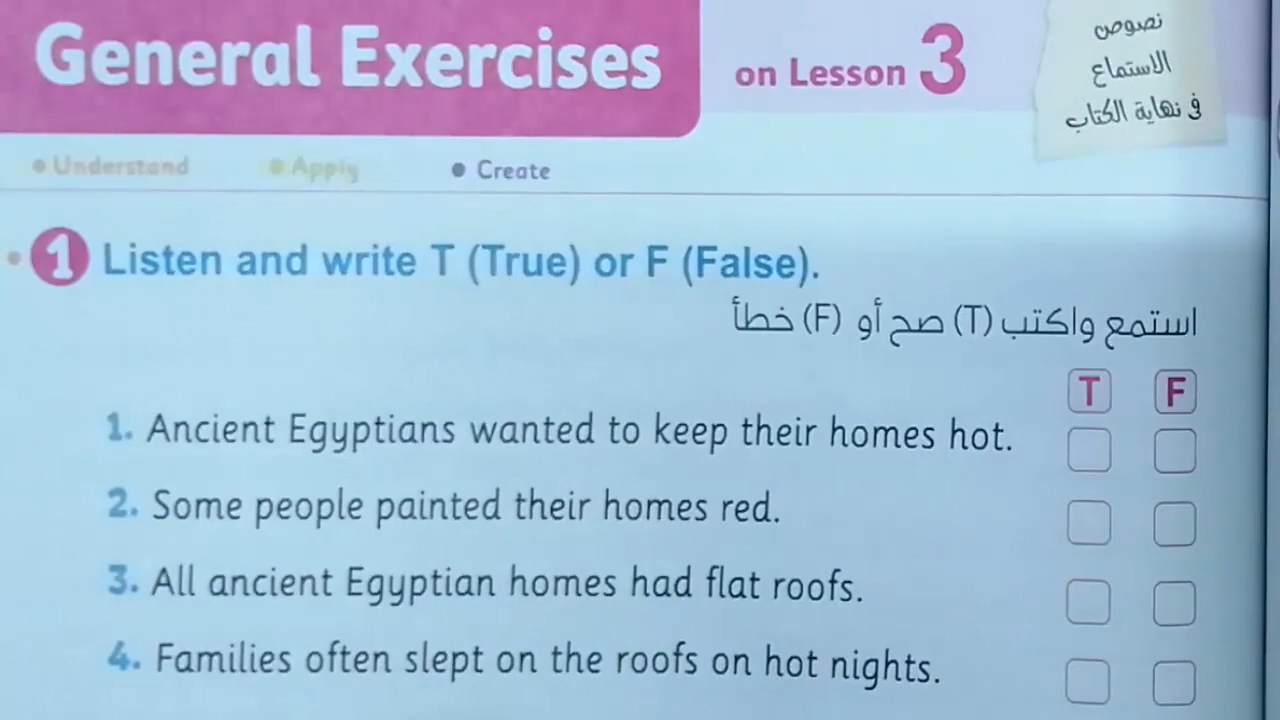 General Exercises on Lesson 3
نصوص
الاستماع
فى نهاية الكتاب
• Understand • Apply • Create
1 Listen and write T (True) or F (False).
استمع واكتب (T) صح أو (F) خطأ
T F
1. Ancient Egyptians wanted to keep their homes hot.
2. Some people painted their homes red.
3. All ancient Egyptian homes had flat roofs.
4. Families often slept on the roofs on hot nights.